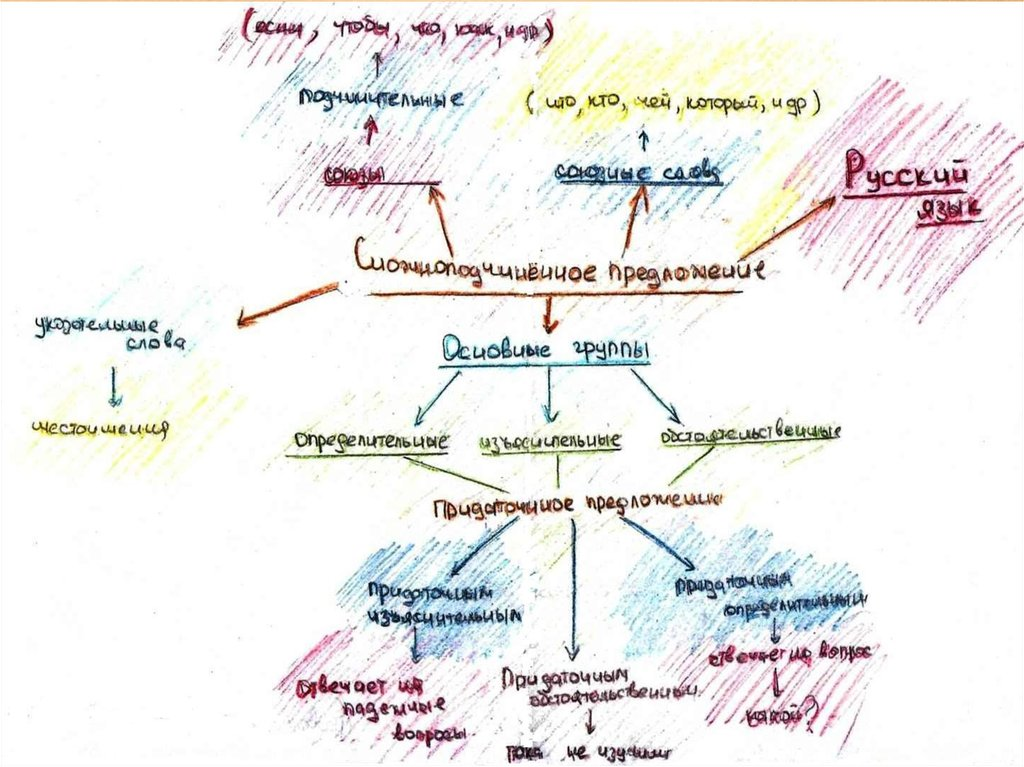 (если, чтобы, что, как, и др)
подчинительные
(что, кто, чей, который, и др)
союзы
союзные слова
Русский
язык
Сложноподчинённое предложение
указательные
слова
местоимения
Основные группы
определительные
изъяснительные
обстоятельственные
Придаточное предложение
Придаточным
изъяснительным
Отвечает на
падежные
вопросы
Придаточным
обстоятельственным
пока не изучили
Придаточным
определительным
отвечает на вопрос
какой?